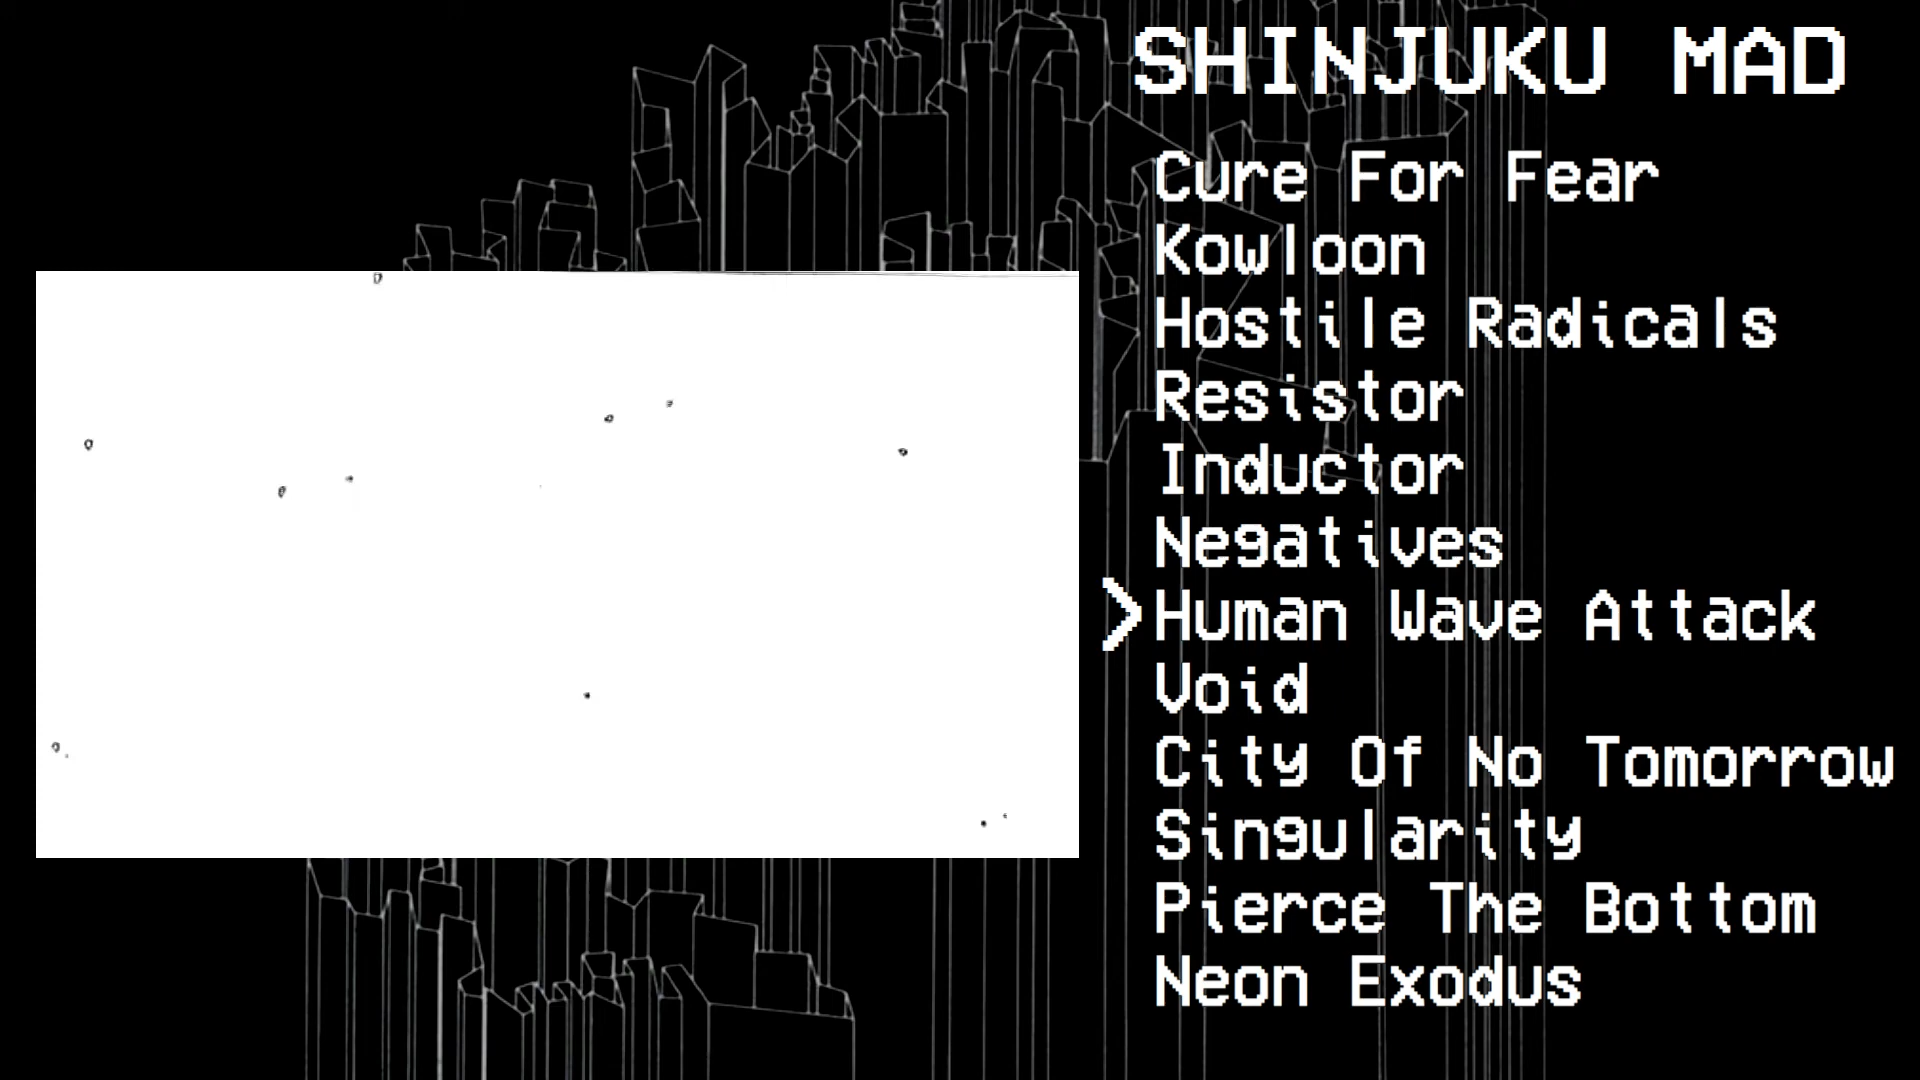 SHINJUKU MAD
Cure For Fear
Kowloon
Hostile Radicals
Resistor
Inductor
Negatives
>Human Wave Attack
Void
City Of No Tomorrow
Singularity
Pierce The Bottom
Neon Exodus